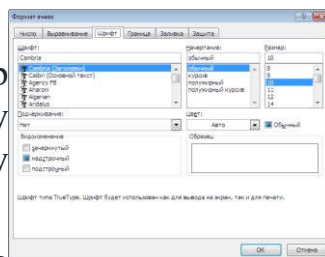 Формат ячеек
Число Выравнивание Шрифт Граница Заливка Защита
Шрифт: Начертание: Размер:
Cambria обычный 10
Cambria (Заголовки) обычный 8
Calibri (Основной текст) курсив 9
Agency FB полужирный 10
Aharoni полужирный курсив 11
Algerian 12
Andalus 14
Подчеркивание: Цвет:
Нет Авто Обычный
Видоизменение Образец
зачеркнутый
надстрочный
подстрочный
Шрифт типа TrueType. Шрифт будет использован как для вывода на экран, так и для печати.
ОК Отмена